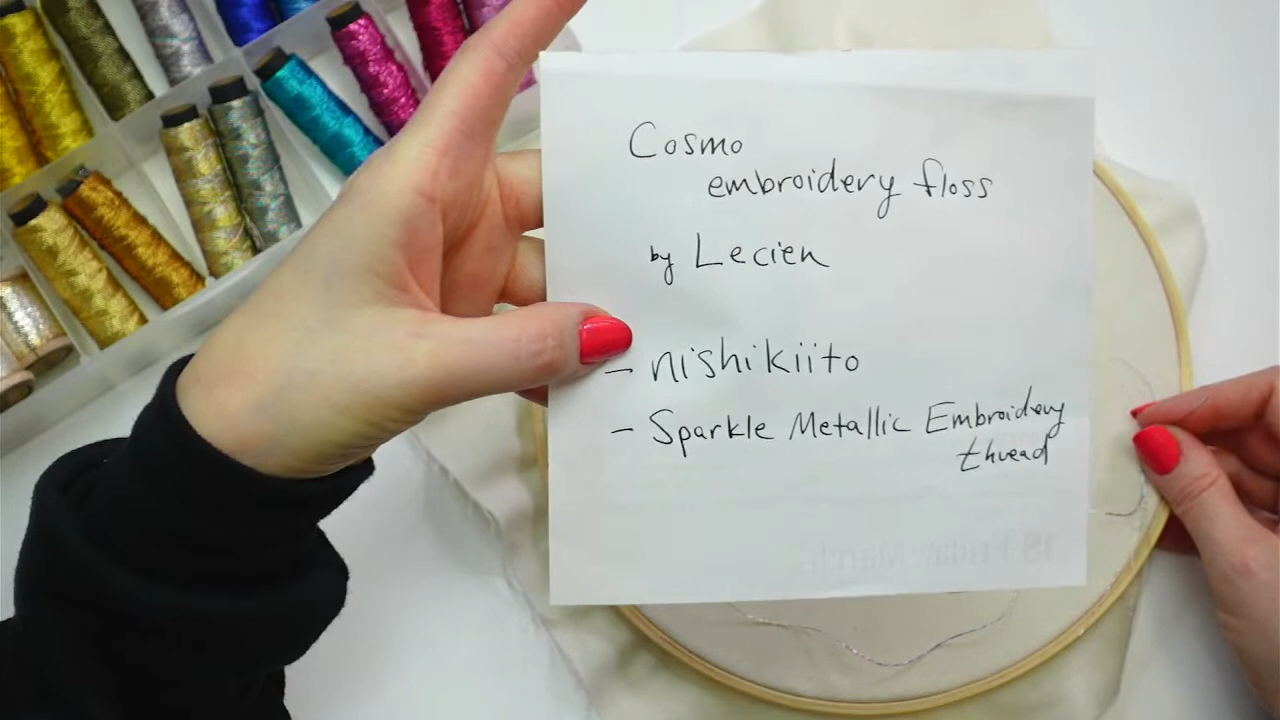 Cosmo
embroidery floss
by Lecien
- nishikiito
- Sparkle Metallic Embroidery
thread